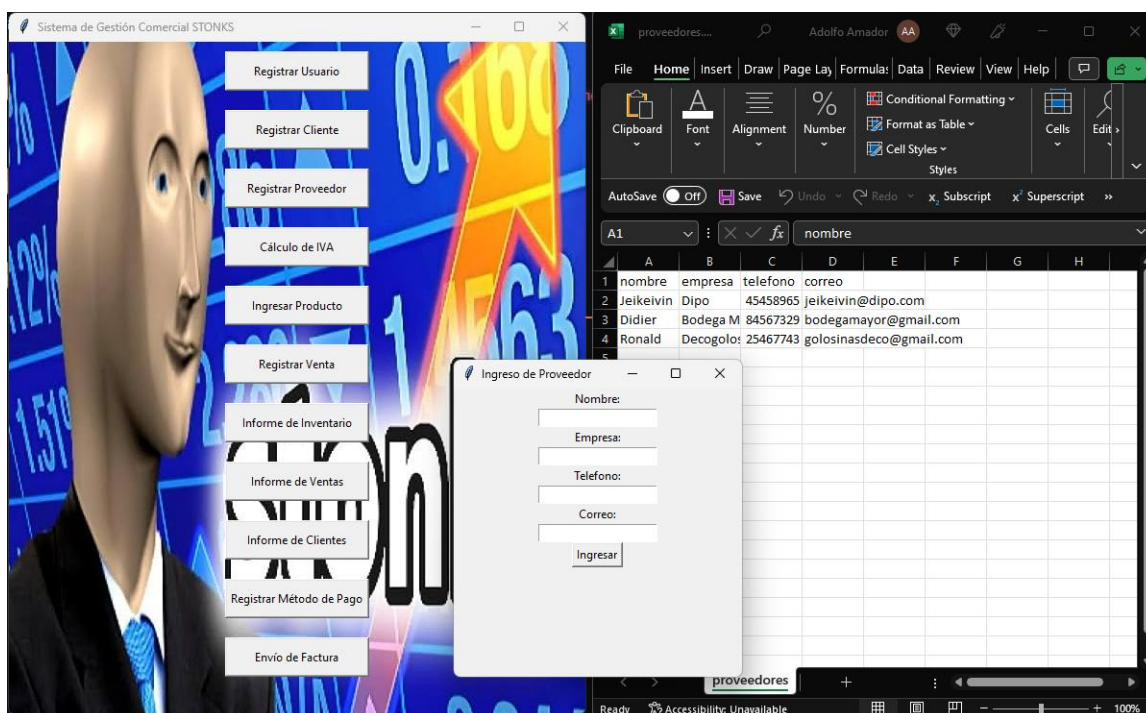 Sistema de Gestión Comercial STONKS
Registrar Usuario
Registrar Cliente
Registrar Proveedor
Cálculo de IVA
Ingresar Producto
Registrar Venta
Informe de Inventario
Informe de Ventas
Informe de Clientes
Registrar Método de Pago
Envío de Factura
Ingreso de Proveedor
Nombre:
Empresa:
Telefono:
Correo:
Ingresar
proveedores.... Adolfo Amador AA
File Home Insert Draw Page Lay Formula: Data Review View Help
Clipboard Font Alignment Number Conditional Formatting Format as Table Cell Styles Cells Edit
Styles
AutoSave Off Save Undo Redo x, Subscript x² Superscript »
A1 fx nombre
A B C D E F G H
1 nombre empresa telefono correo
2 Jeikeivin Dipo 45458965 jeikeivin@dipo.com
3 Didier Bodega M 84567329 bodegamayor@gmail.com
4 Ronald Decogolos 25467743 golosinasdeco@gmail.com
proveedores
Ready Accessibility: Unavailable 100%